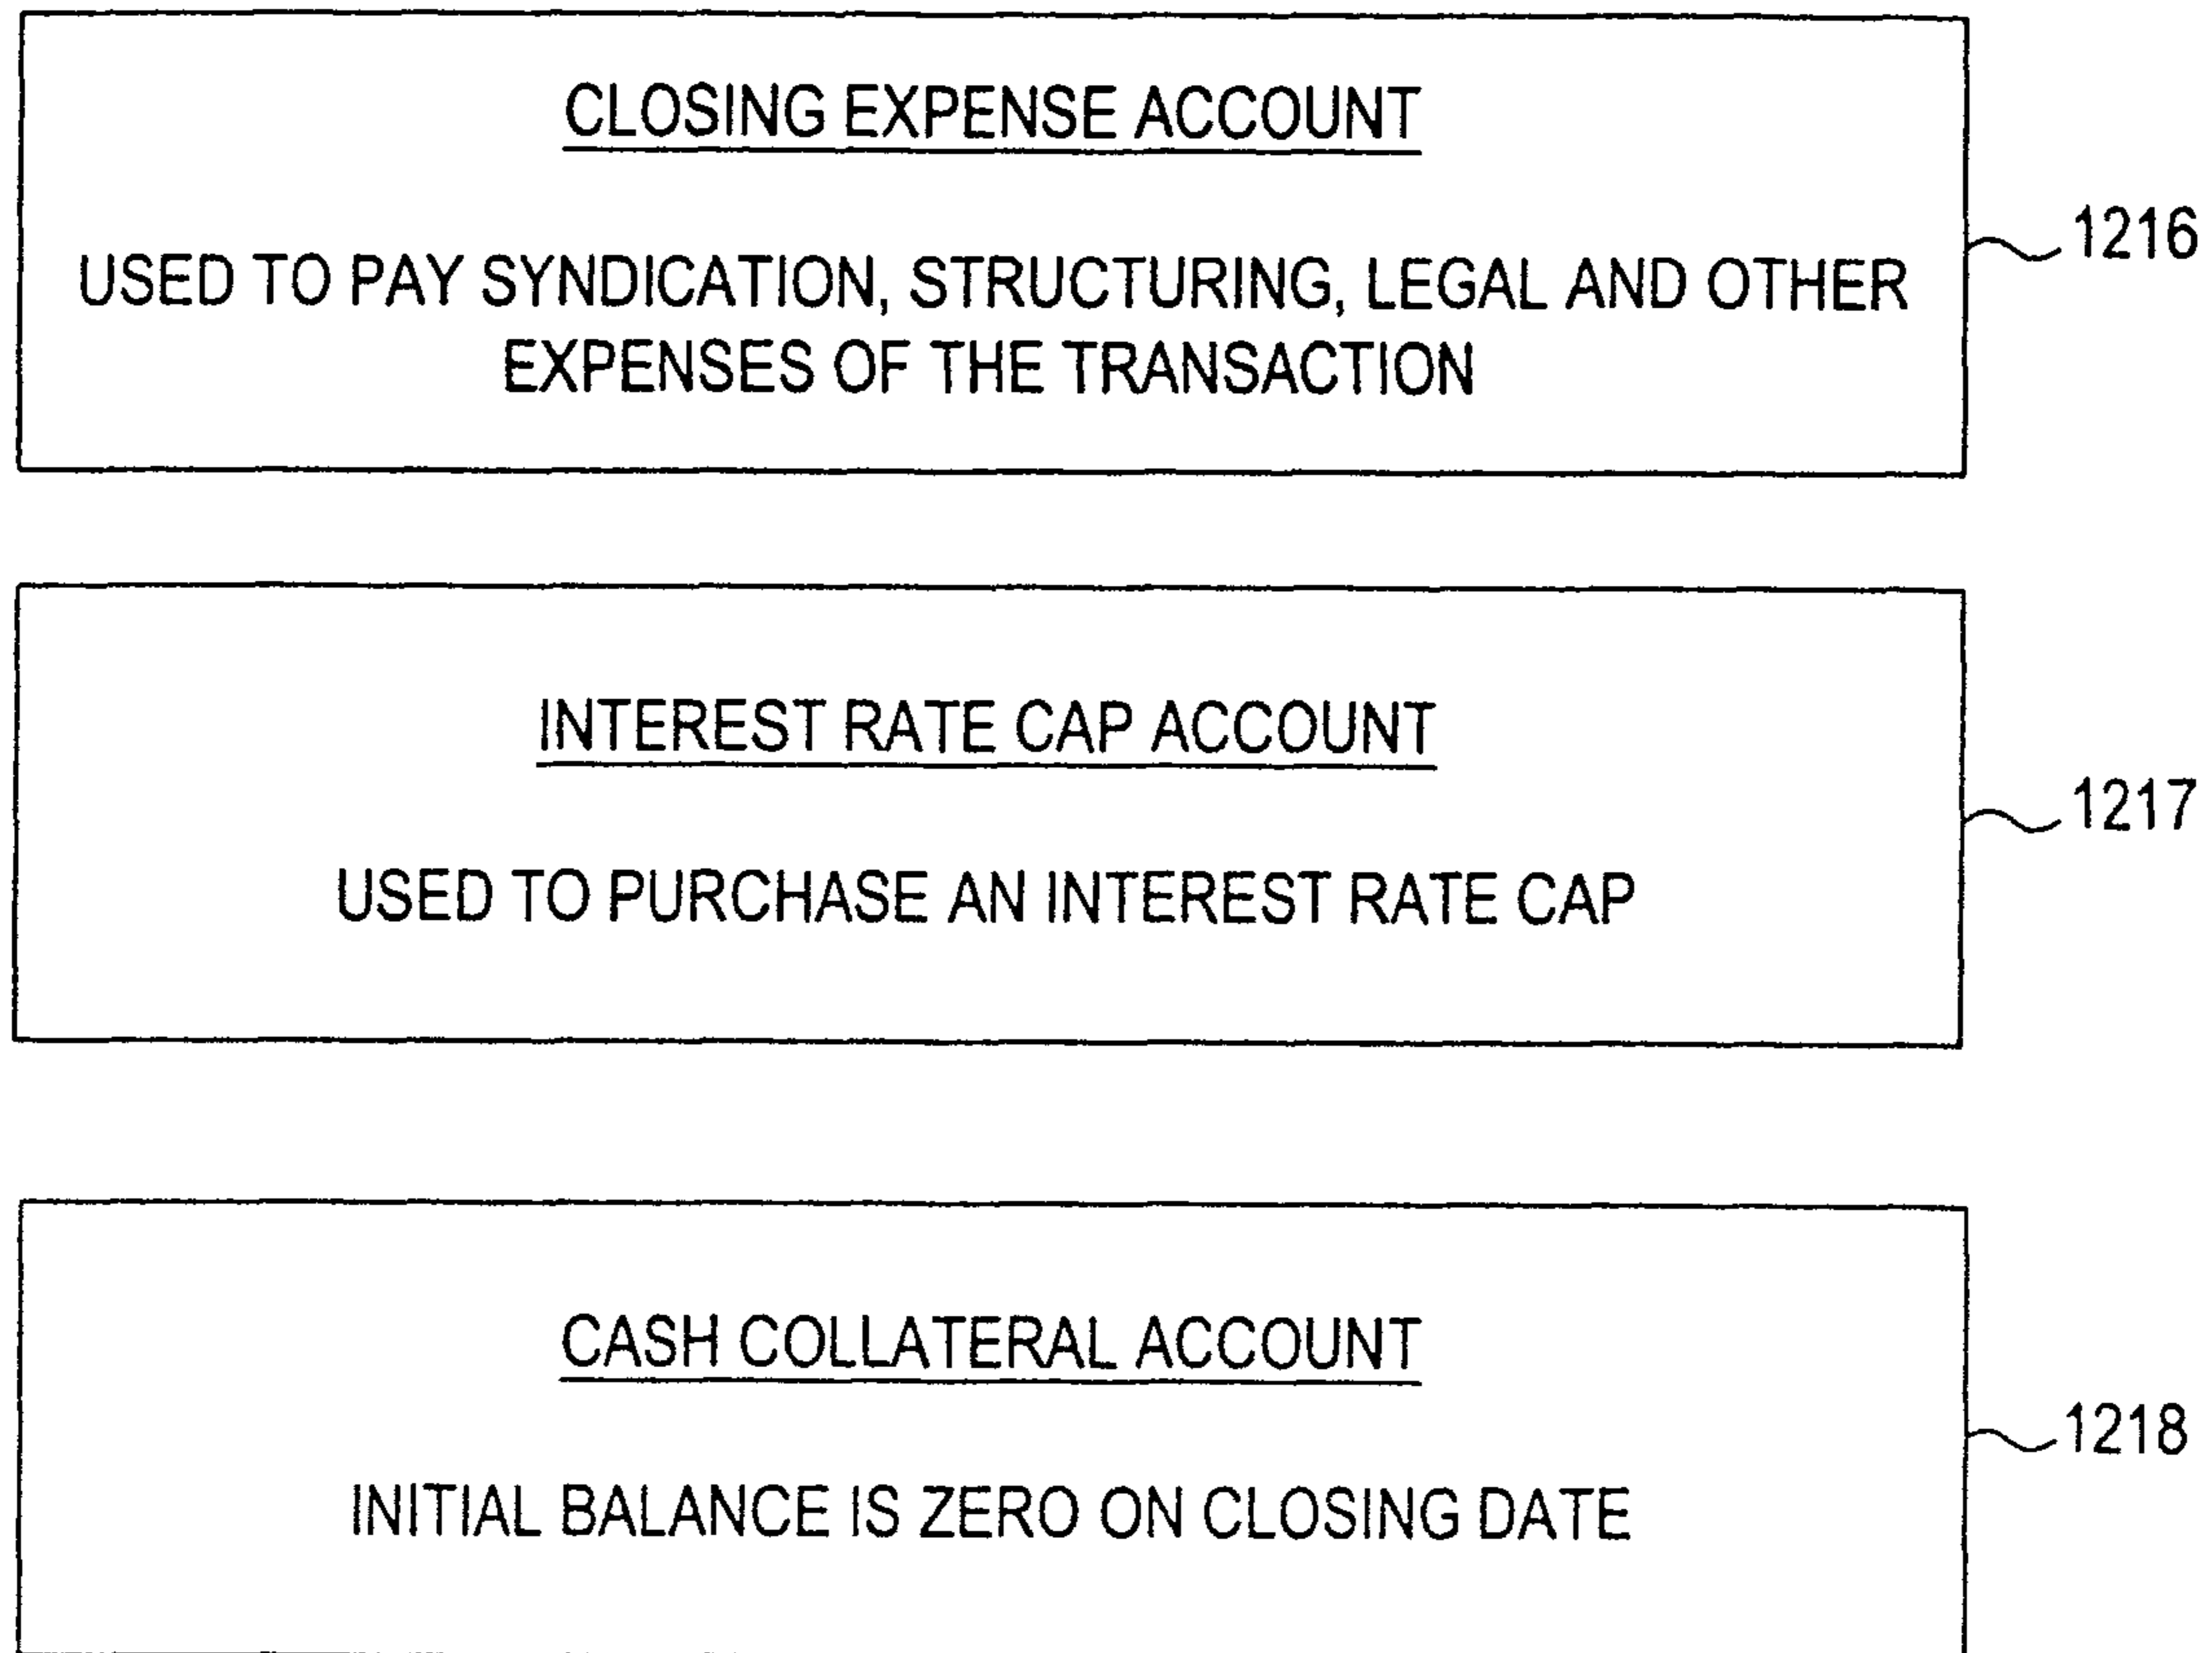 CLOSING EXPENSE ACCOUNT
USED TO PAY SYNDICATION, STRUCTURING, LEGAL AND OTHER
EXPENSES OF THE TRANSACTION
1216
INTEREST RATE CAP ACCOUNT
USED TO PURCHASE AN INTEREST RATE CAP
1217
CASH COLLATERAL ACCOUNT
INITIAL BALANCE IS ZERO ON CLOSING DATE
1218